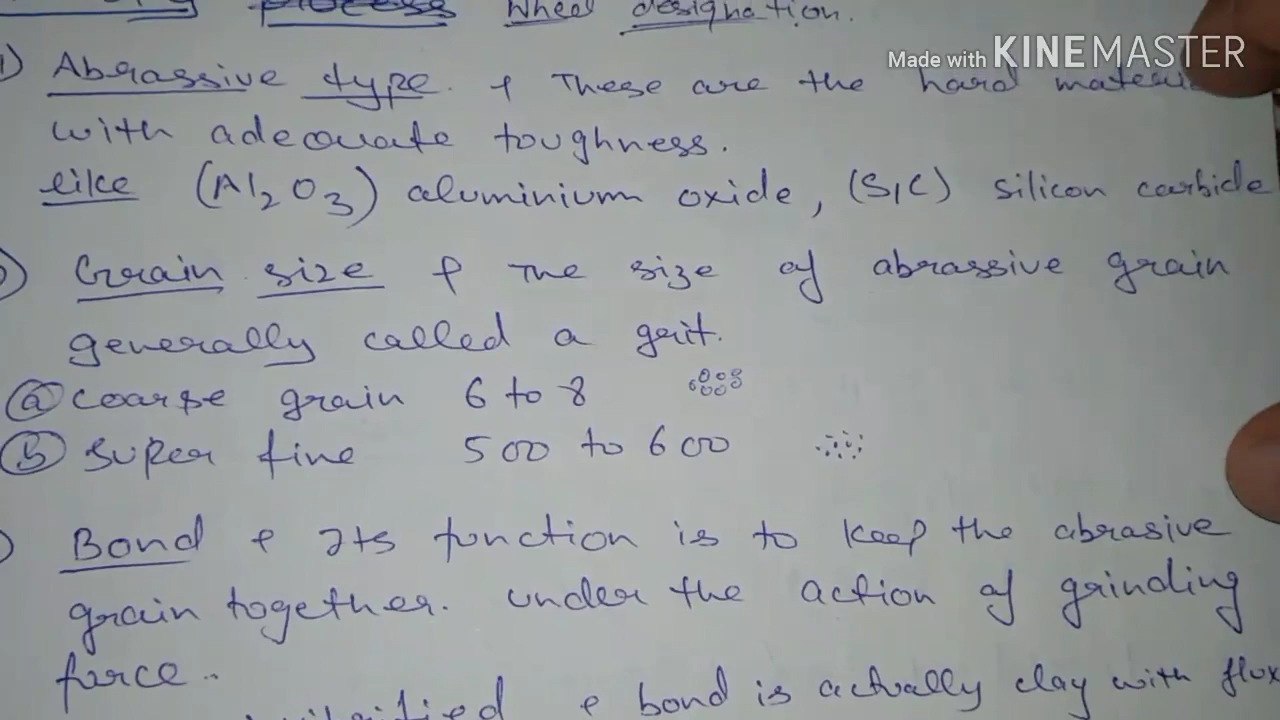 process Wheel designation.
Made with KINEMASTER
1) Abrassive type. These are the hard
with adequate toughness.
like (Al2O3) aluminium oxide, (SiC) silicon carbide
Grain size The size of abrassive grain
generally called a grit.
(a) coarse grain 6 to 8
(b) super fine 500 to 600
) Bond Its function is to keep the abrasive
grain together. under the action of grinding
force..
bond is actually clay with flux